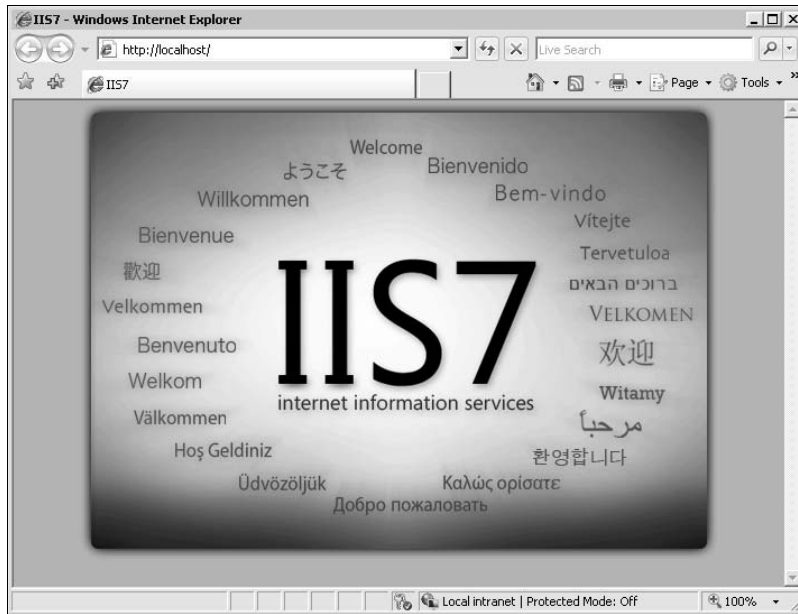 IIS7 - Windows Internet Explorer
http://localhost/
Live Search
IIS7
Page
Tools
Welcome
ようこそ
Bienvenido
Willkommen
Bem-vindo
Vítejte
Bienvenue
Tervetuloa
歡迎
ברוכים הבאים
Velkommen
VELKOMEN
IIS7
Benvenuto
欢迎
Welkom
Witamy
internet information services
Välkommen
مرحباً
Hoş Geldiniz
환영합니다
Üdvözöljük
Καλώς ορίσατε
Добро пожаловать
Local intranet | Protected Mode: Off
100%